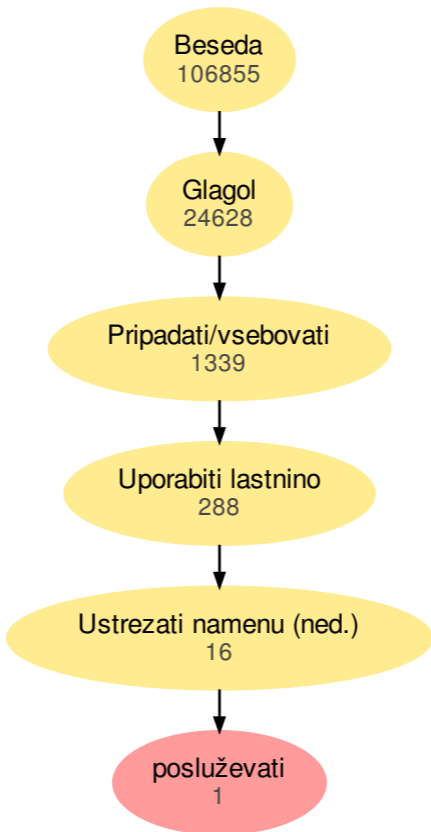 Beseda
106855
Glagol
24628
Pripadati/vsebovati
1339
Uporabiti lastnino
288
Ustrezati namenu (ned.)
16
posluževati
1